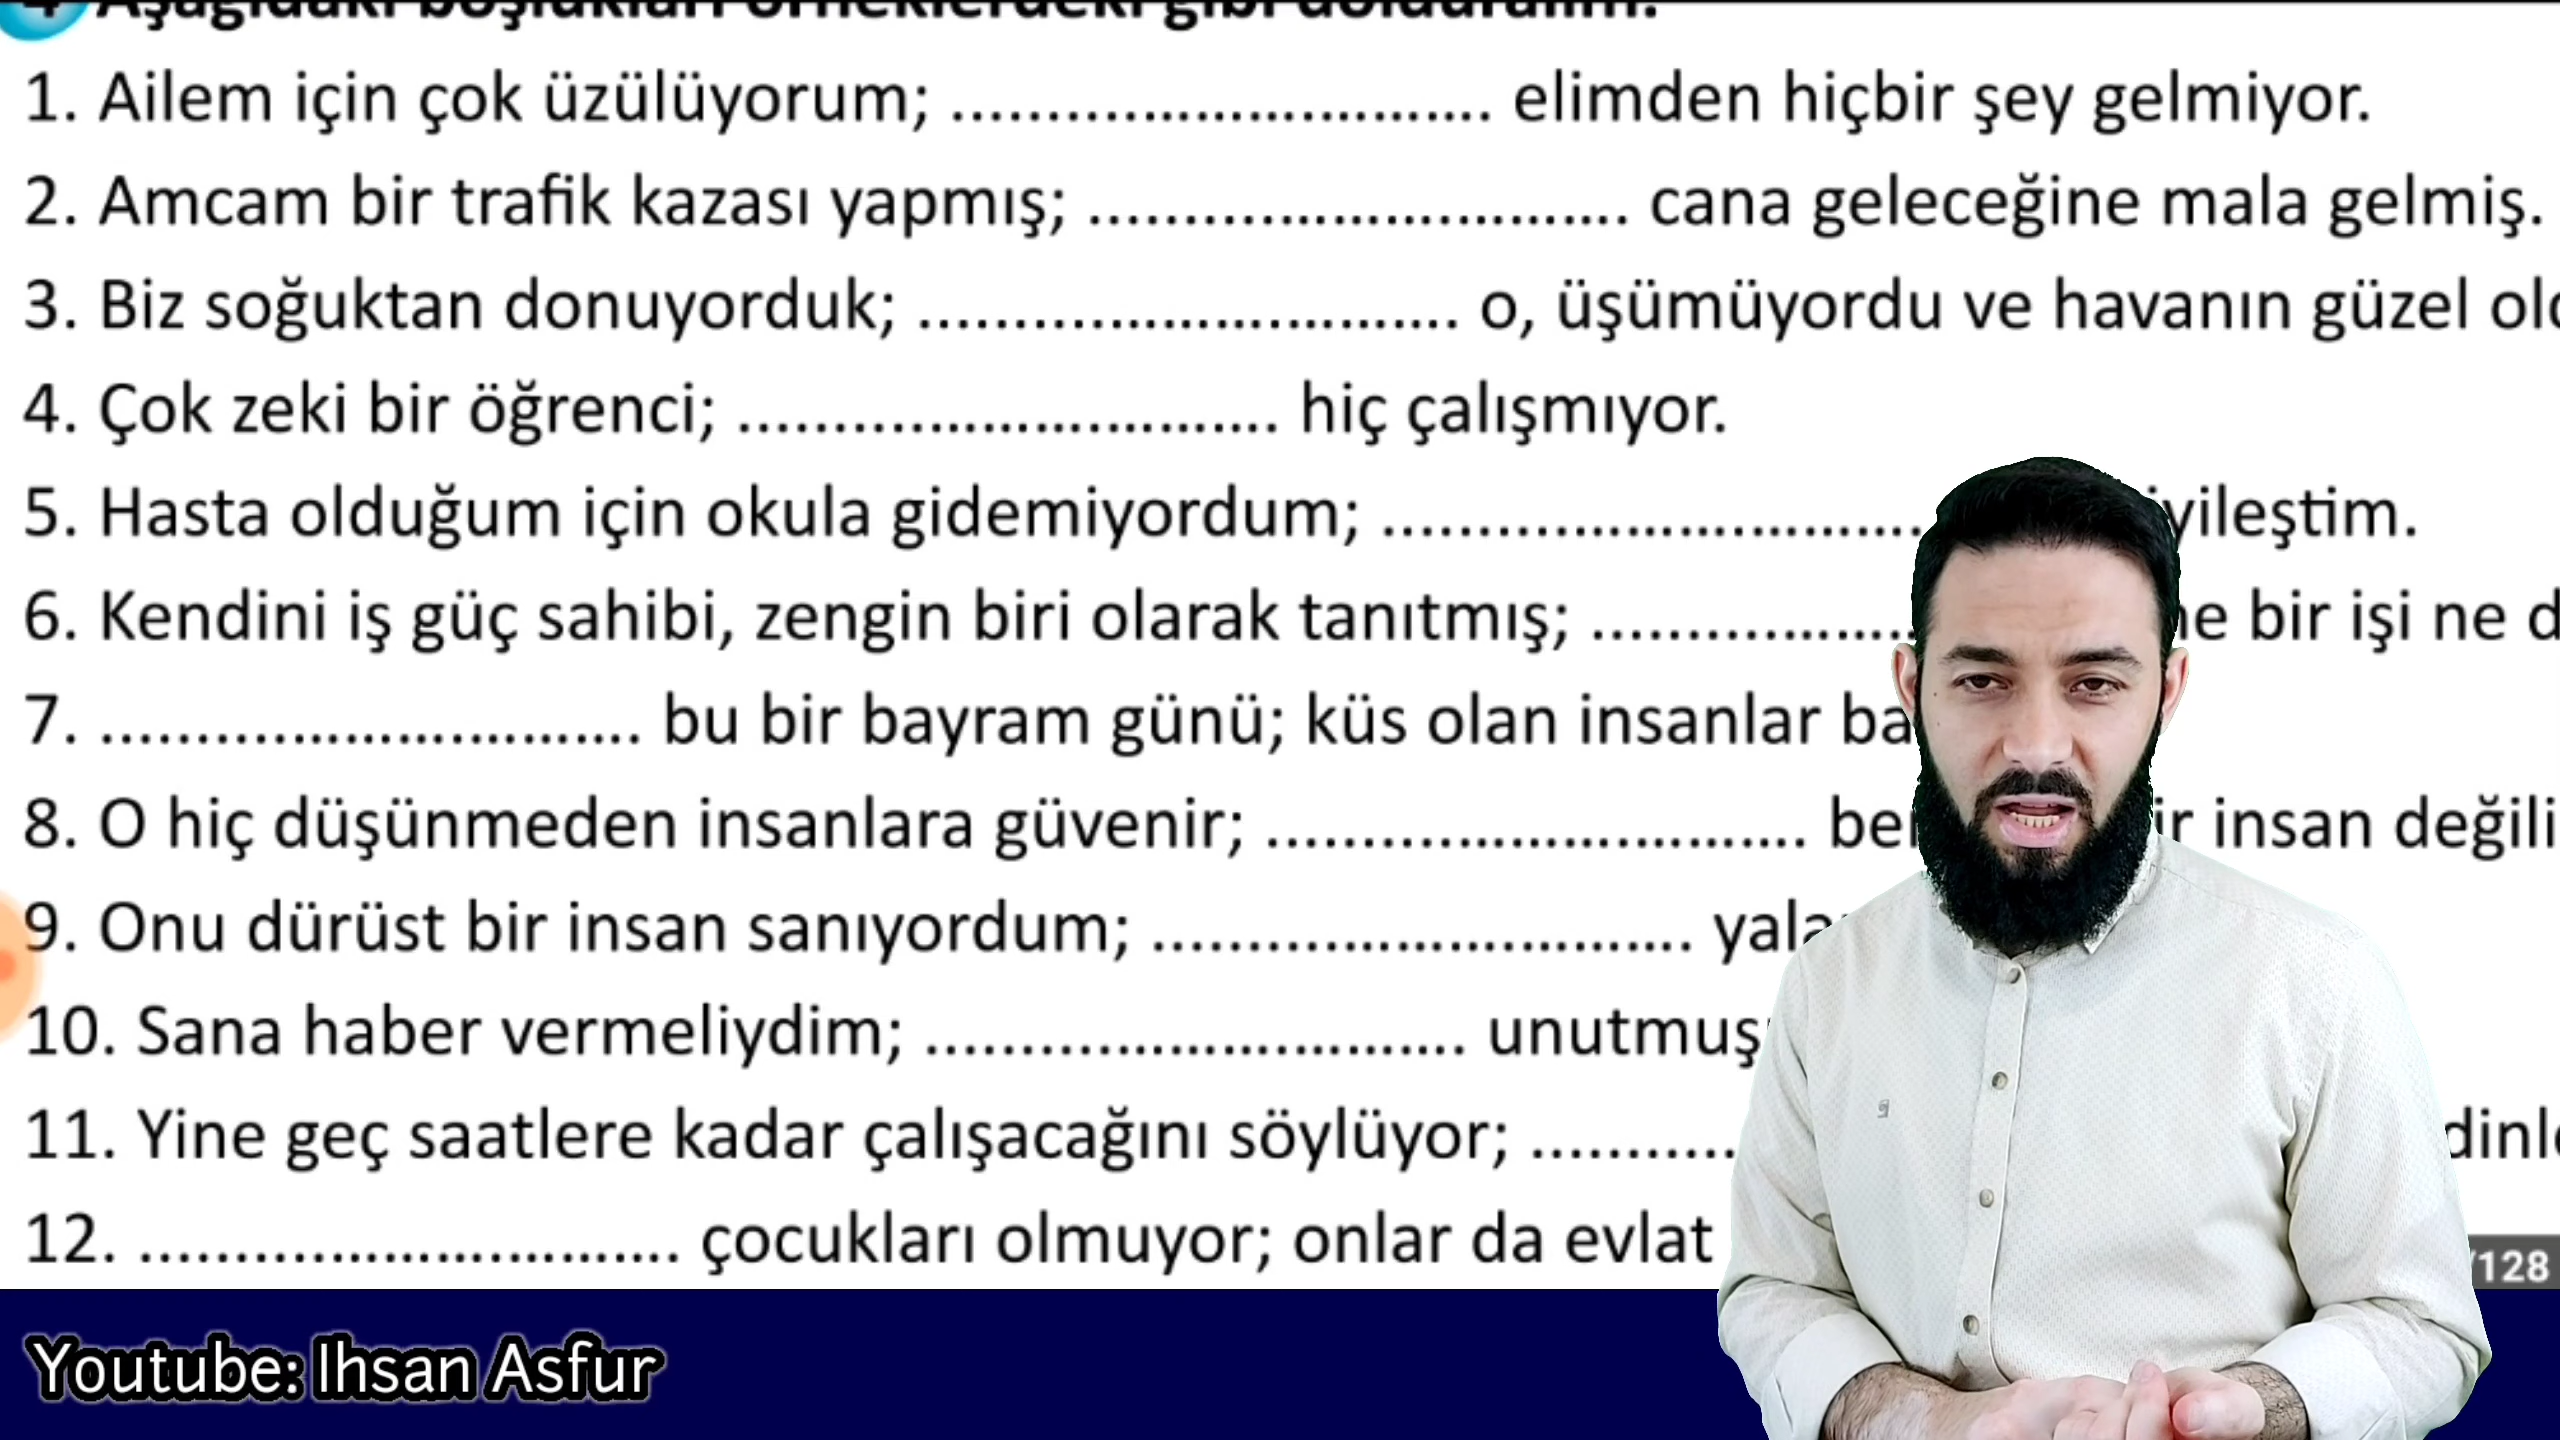 Aşağıdaki boşlukları örneklerdeki gibi dolduralım.
1. Ailem için çok üzülüyorum; .................................. elimden hiçbir şey gelmiyor.
2. Amcam bir trafik kazası yapmış; .................................. cana geleceğine mala gelmiş.
3. Biz soğuktan donuyorduk; .................................. o, üşümüyordu ve havanın güzel
4. Çok zeki bir öğrenci; .................................. hiç çalışmıyor.
5. Hasta olduğum için okula gidemiyordum; .................................. iyileştim.
6. Kendini iş güç sahibi, zengin biri olarak tanıtmış; .................... ne bir işi ne
7. .................................. bu bir bayram günü; küs olan insanlar
8. O hiç düşünmeden insanlara güvenir; .................................. insan
9. Onu dürüst bir insan sanıyordum; ..................................
10. Sana haber vermeliydim; ..................................
11. Yine geç saatlere kadar çalışacağını söylüyor; ...........
12. .................................. çocukları olmuyor; onlar da evlat
/128
Youtube: Ihsan Asfur